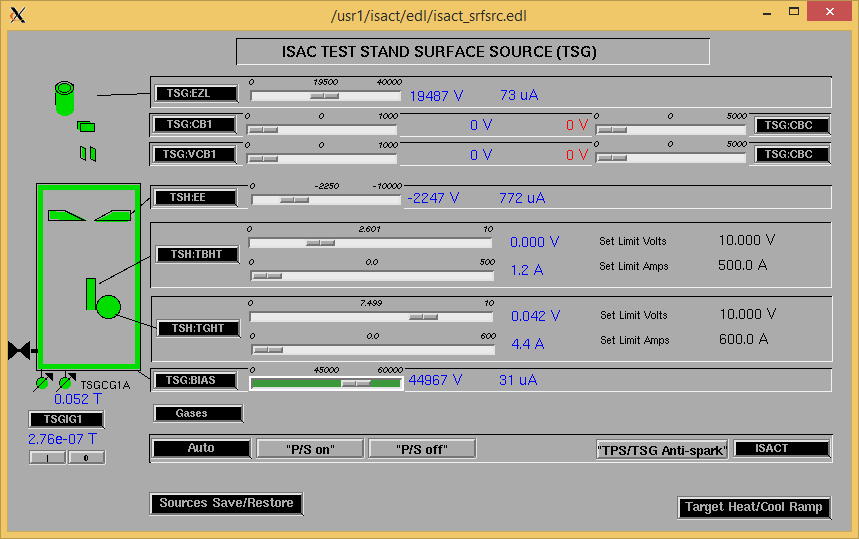 /usr1/isact/edl/isact_srfsrc.edl
ISAC TEST STAND SURFACE SOURCE (TSG)
0 19500 40000
TSG:EZL 19487 V 73 uA
0 1000 0 5000
TSG:CB1 0 V 0 V TSG:CBC
0 1000 0 5000
TSG:VCB1 0 V 0 V TSG:CBC
0 -2250 -10000
TSH:EE -2247 V 772 uA
0 2.601 10
0.000 V Set Limit Volts 10.000 V
TSH:TBHT
0 0.0 500
1.2 A Set Limit Amps 500.0 A
0 7.499 10
0.042 V Set Limit Volts 10.000 V
TSH:TGHT
0 0.0 600
4.4 A Set Limit Amps 600.0 A
0 45000 60000
TSG:BIAS 44967 V 31 uA
TSGCG1A
0.052 T
TSGIG1
2.76e-07 T
I 0
Gases
Auto "P/S on" "P/S off" "TPS/TSG Anti-spark" ISACT
Sources Save/Restore
Target Heat/Cool Ramp